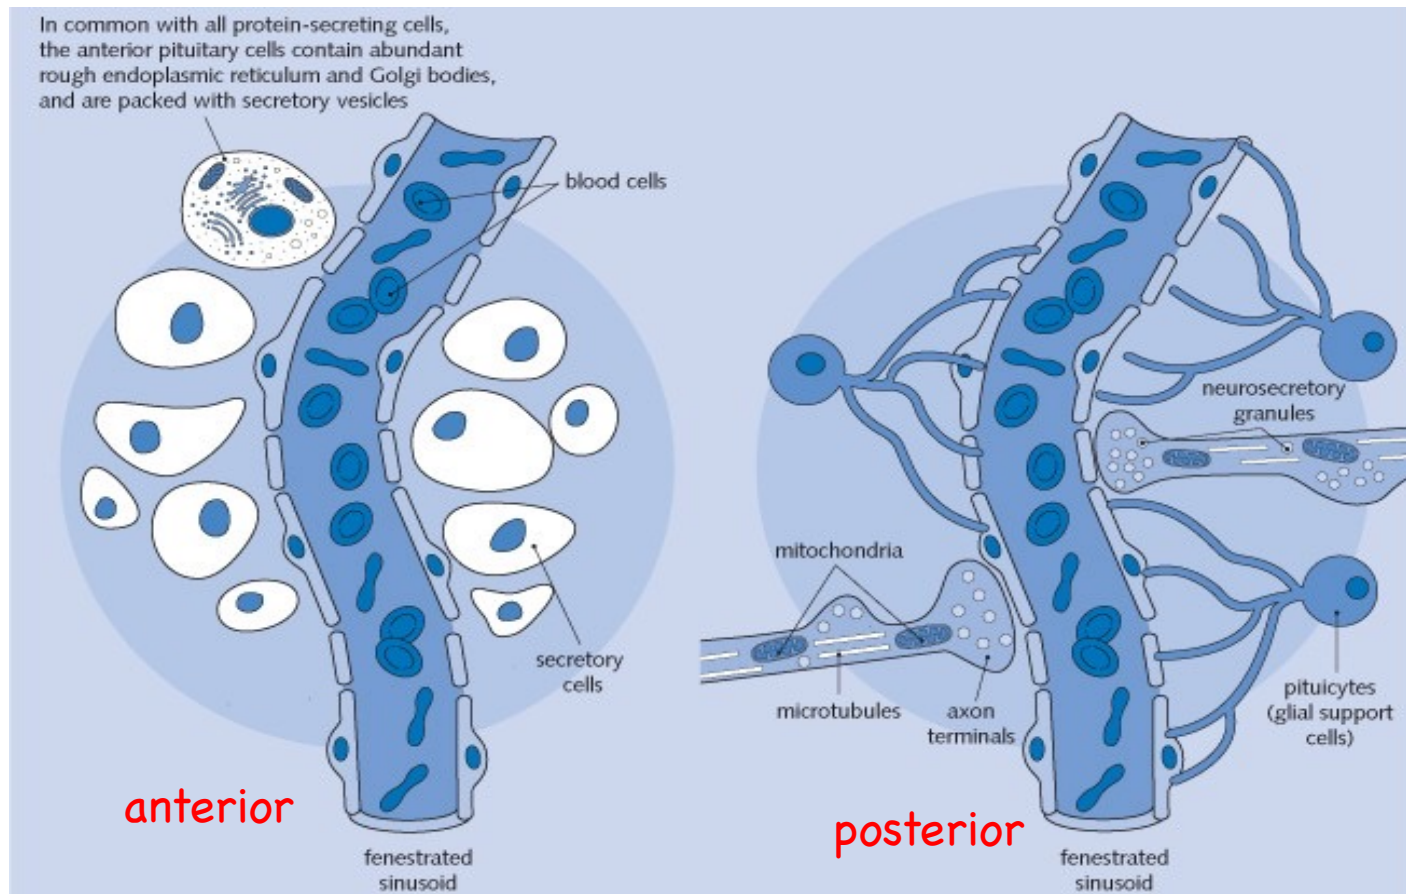 In common with all protein-secreting cells,
the anterior pituitary cells contain abundant
rough endoplasmic reticulum and Golgi bodies,
and are packed with secretory vesicles
blood cells
secretory
cells
anterior
fenestrated
sinusoid
neurosecretory
granules
mitochondria
microtubules
axon
terminals
pituicytes
(glial support
cells)
posterior
fenestrated
sinusoid